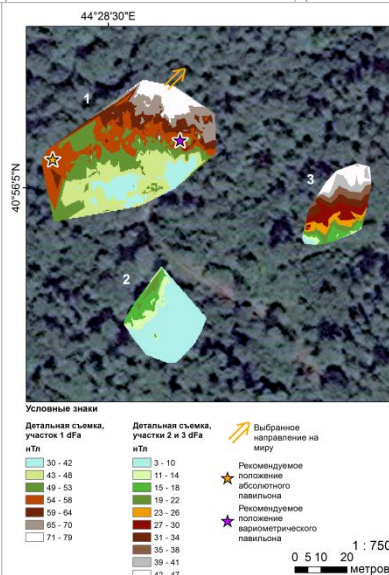 44°28'30"E
40°56'5"N
1
3
2
Условные знаки
Детальная съемка,
участок 1 dFa
нТл
30 - 42
43 - 48
49 - 53
54 - 58
59 - 64
65 - 70
71 - 79
Детальная съемка,
участки 2 и 3 dFa
нТл
3 - 10
11 - 14
15 - 18
19 - 22
23 - 26
27 - 30
31 - 34
35 - 38
39 - 41
42 - 47
Выбранное
направление на
миру
Рекомендуемое
положение
абсолютного
павильона
Рекомендуемое
положение
вариометрического
павильона
1 : 750
0 5 10 20
метров